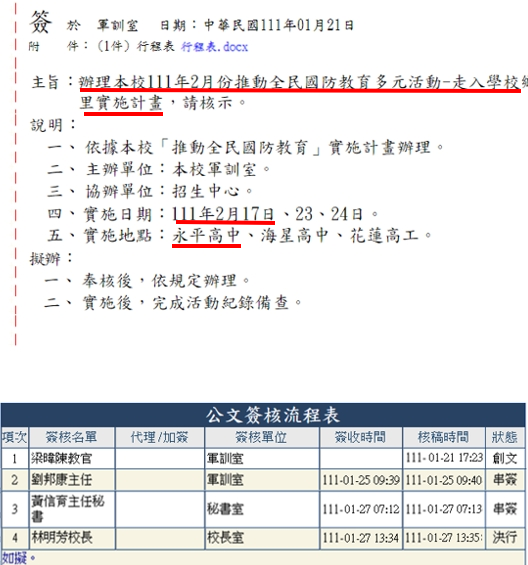 簽 於 軍訓室 日期：中華民國111年01月21日
附 件：（1件）行程表 行程表.docx
主旨：辦理本校111年2月份推動全民國防教育多元活動-走入學校
里實施計畫，請核示。
說明：
一、依據本校「推動全民國防教育」實施計畫辦理。
二、主辦單位：本校軍訓室。
三、協辦單位：招生中心。
四、實施日期：111年2月17日、23、24日。
五、實施地點：永平高中、海星高中、花蓮高工。
擬辦：
一、奉核後，依規定辦理。
二、實施後，完成活動紀錄備查。
公文簽核流程表
項次 簽核名單 代理/加簽 簽核單位 簽收時間 核稿時間 狀態
1 梁暐陳教官 軍訓室 111-01-21 17:23 創文
2 劉邦康主任 軍訓室 111-01-25 09:39 111-01-25 09:40 串簽
3 黃信育主任秘書 秘書室 111-01-27 07:12 111-01-27 07:13 串簽
4 林明芳校長 校長室 111-01-27 13:34 111-01-27 13:35: 決行
如擬。